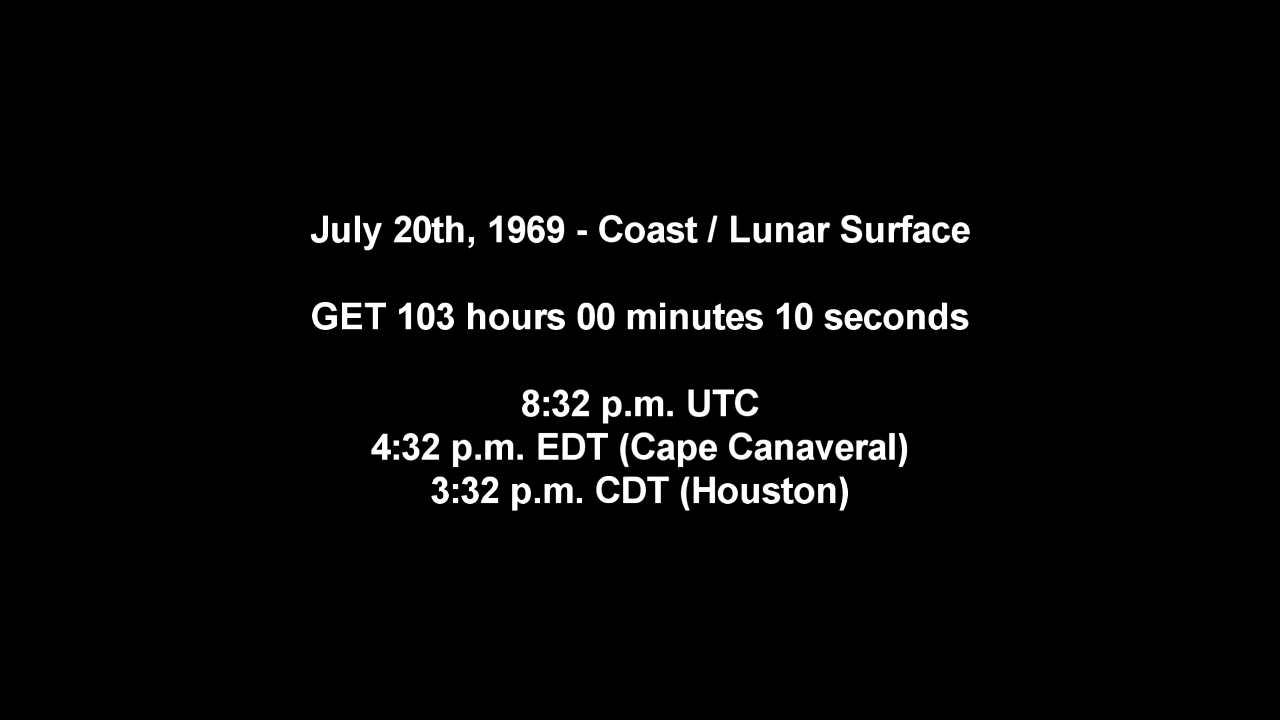 July 20th, 1969 - Coast / Lunar Surface
GET 103 hours 00 minutes 10 seconds
8:32 p.m. UTC
4:32 p.m. EDT (Cape Canaveral)
3:32 p.m. CDT (Houston)